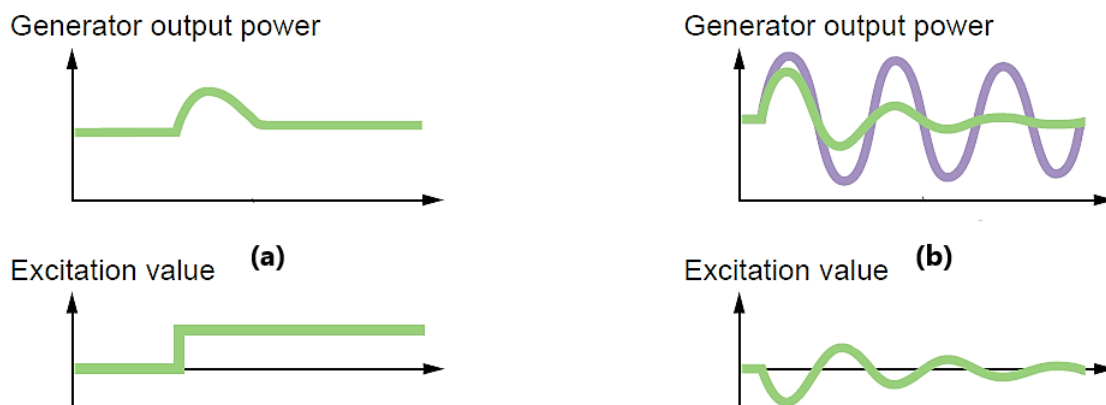 Generator output power
Generator output power
(a)
(b)
Excitation value
Excitation value